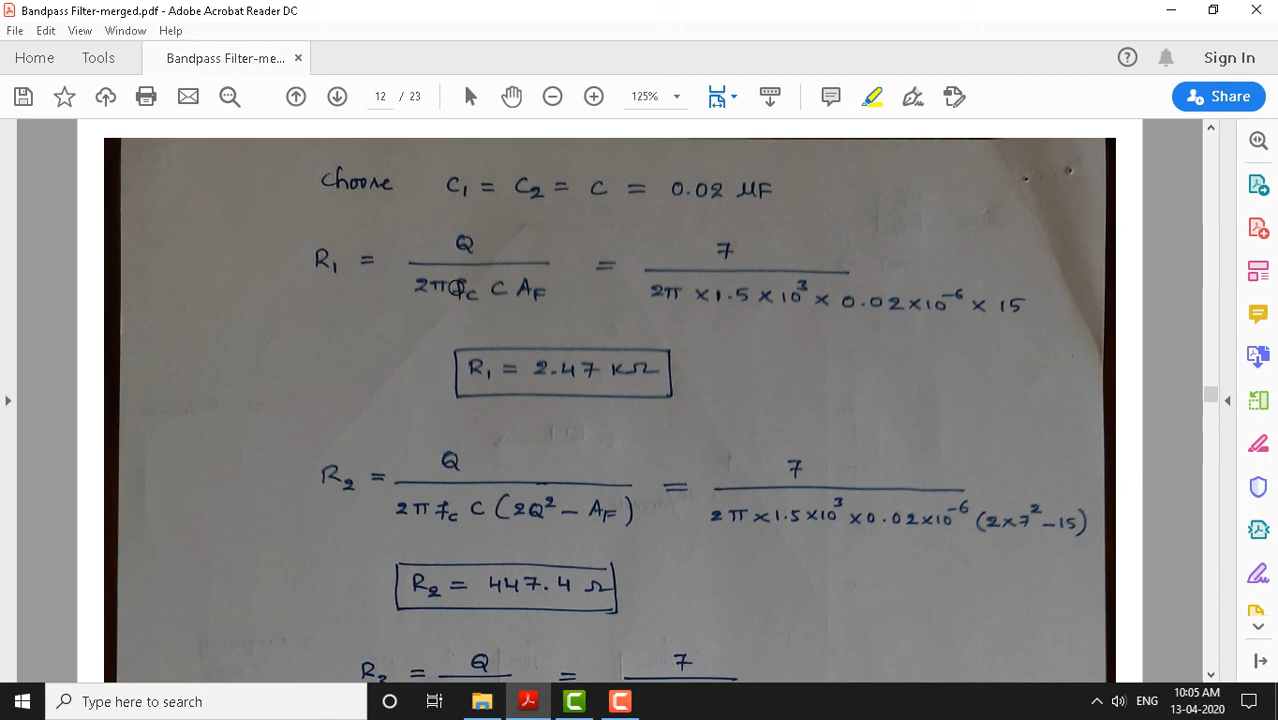 Bandpass Filter-merged.pdf - Adobe Acrobat Reader DC
File Edit View Window Help
Home Tools Bandpass Filter-me... × Sign In
12 / 23 125% Share
Choose C₁ = C₂ = C = 0.02 μF
R₁ = Q / (2π f_c C A_F) = 7 / (2π × 1.5 × 10³ × 0.02 × 10⁻⁶ × 15)
R₁ = 2.47 KΩ
R₂ = Q / (2π f_c C (2Q² – A_F)) = 7 / (2π × 1.5 × 10³ × 0.02 × 10⁻⁶ (2 × 7² – 15))
R₂ = 447.4 Ω
Q = 7
Type here to search
ENG
10:05 AM
13-04-2020